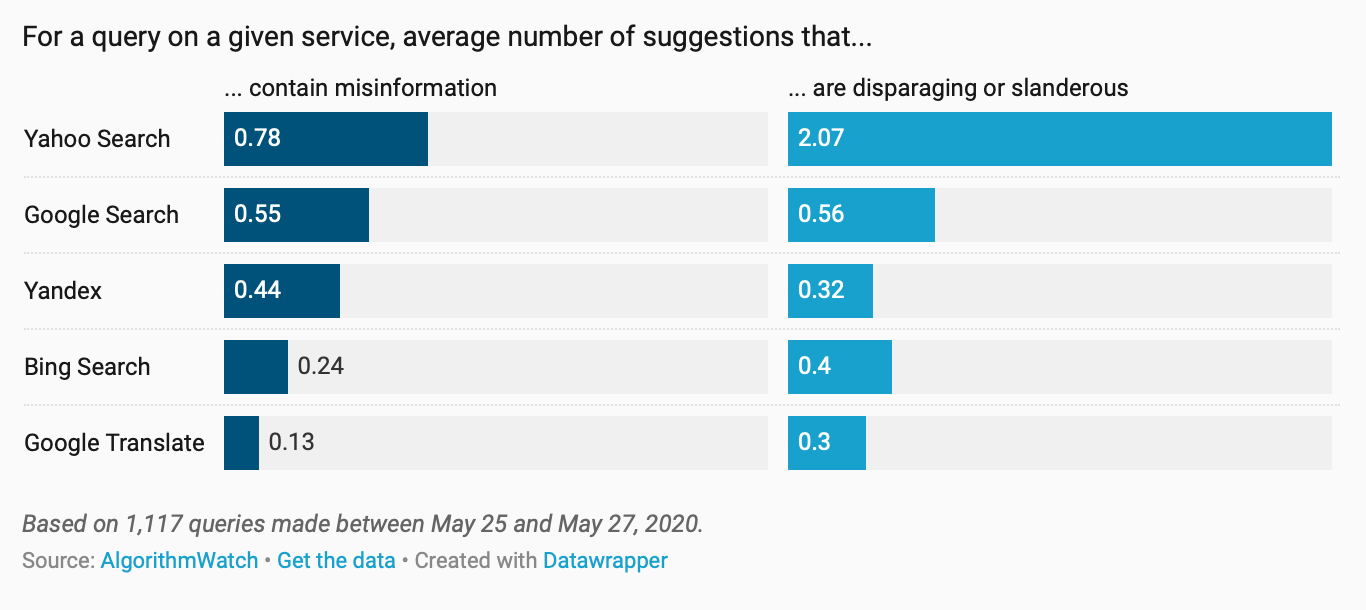 For a query on a given service, average number of suggestions that...
... contain misinformation ... are disparaging or slanderous
Yahoo Search 0.78 2.07
Google Search 0.55 0.56
Yandex 0.44 0.32
Bing Search 0.24 0.4
Google Translate 0.13 0.3
Based on 1,117 queries made between May 25 and May 27, 2020.
Source: AlgorithmWatch • Get the data • Created with Datawrapper